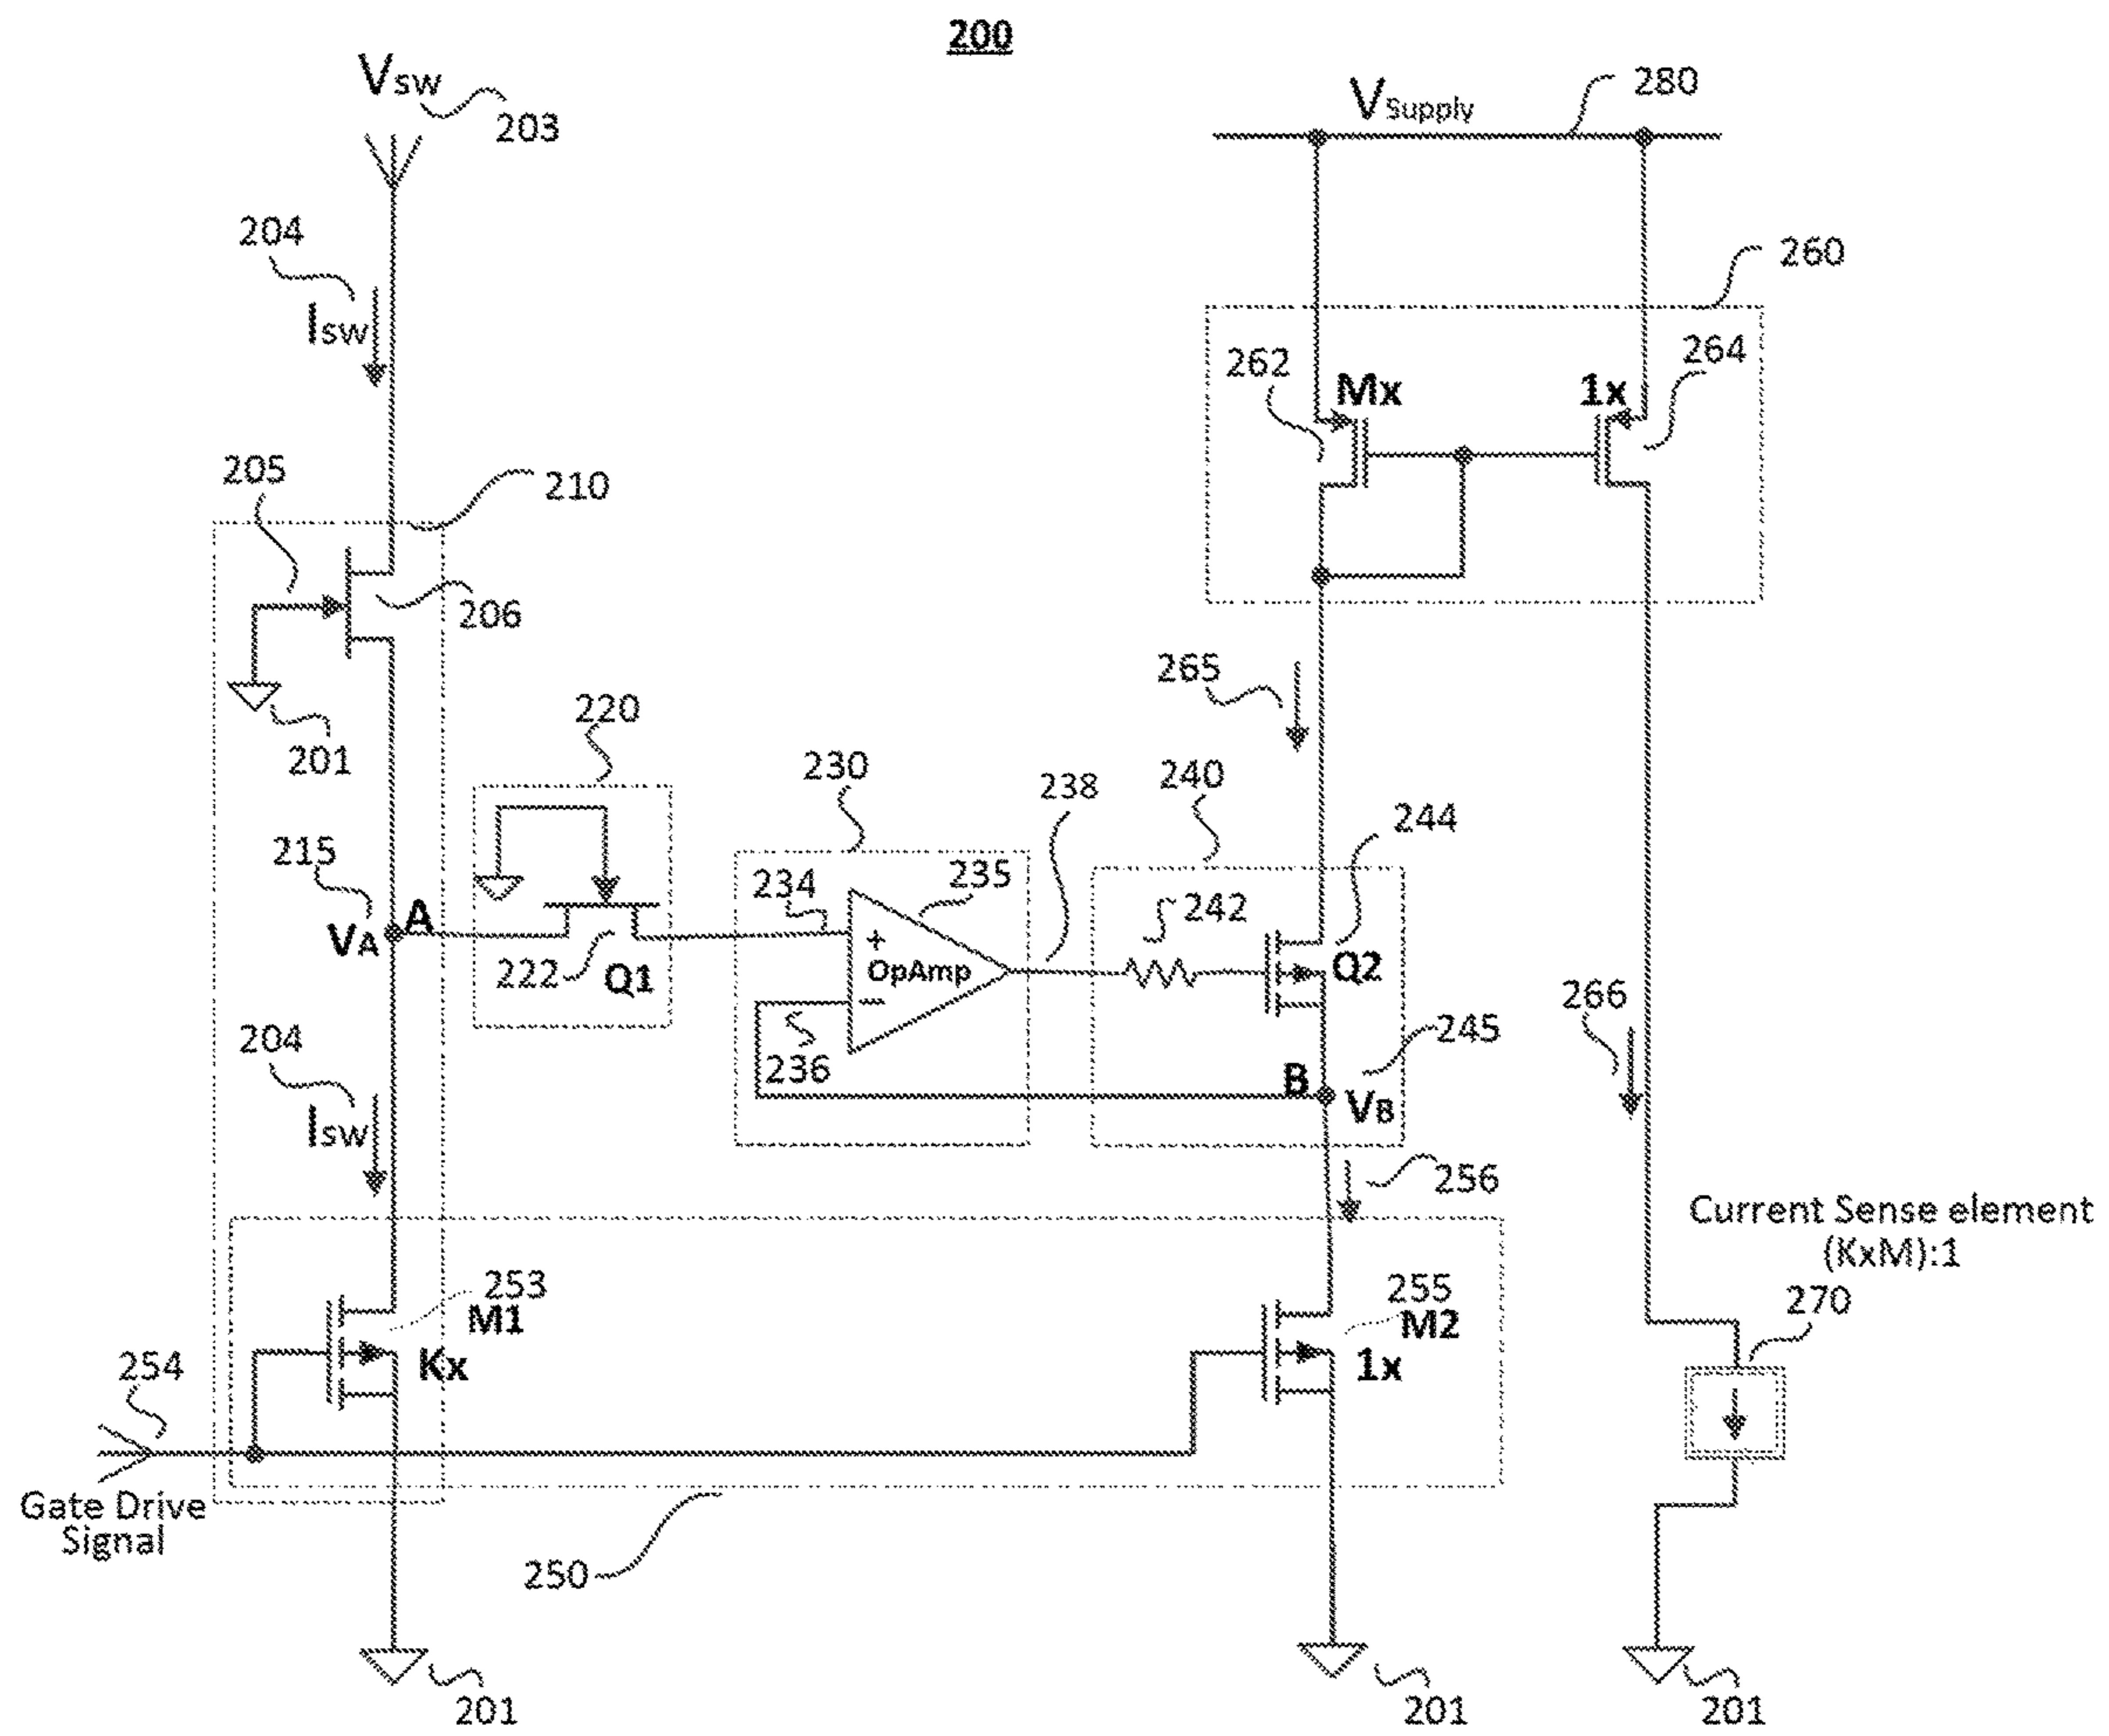 200
VSW
203
VSupply
280
204
ISW
260
262
Mx
1x
264
205
210
206
201
265
220
230
238
240
244
215
VA
A
222
Q1
234
235
+
OpAmp
−
236
242
Q2
245
B
VB
266
204
ISW
256
Current Sense element
(KxM):1
270
253
M1
Kx
255
M2
1x
254
Gate Drive
Signal
250
201
201
201